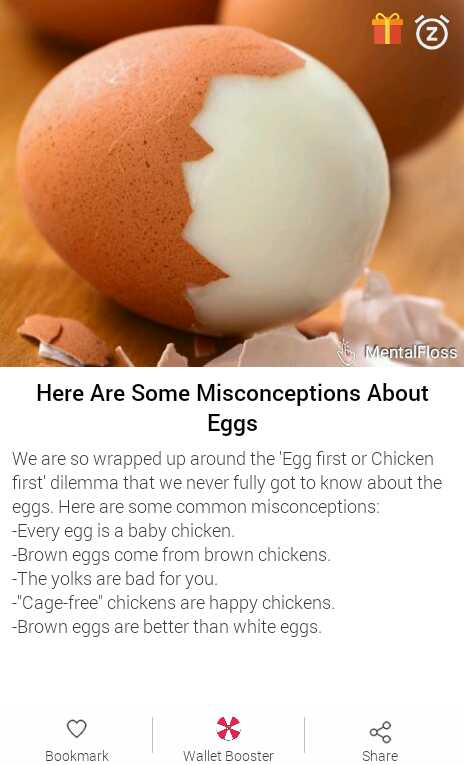 Z
MentalFloss
Here Are Some Misconceptions About
Eggs
We are so wrapped up around the 'Egg first or Chicken
first' dilemma that we never fully got to know about the
eggs. Here are some common misconceptions:
-Every egg is a baby chicken.
-Brown eggs come from brown chickens.
-The yolks are bad for you.
-"Cage-free" chickens are happy chickens.
-Brown eggs are better than white eggs.
Bookmark
Wallet Booster
Share